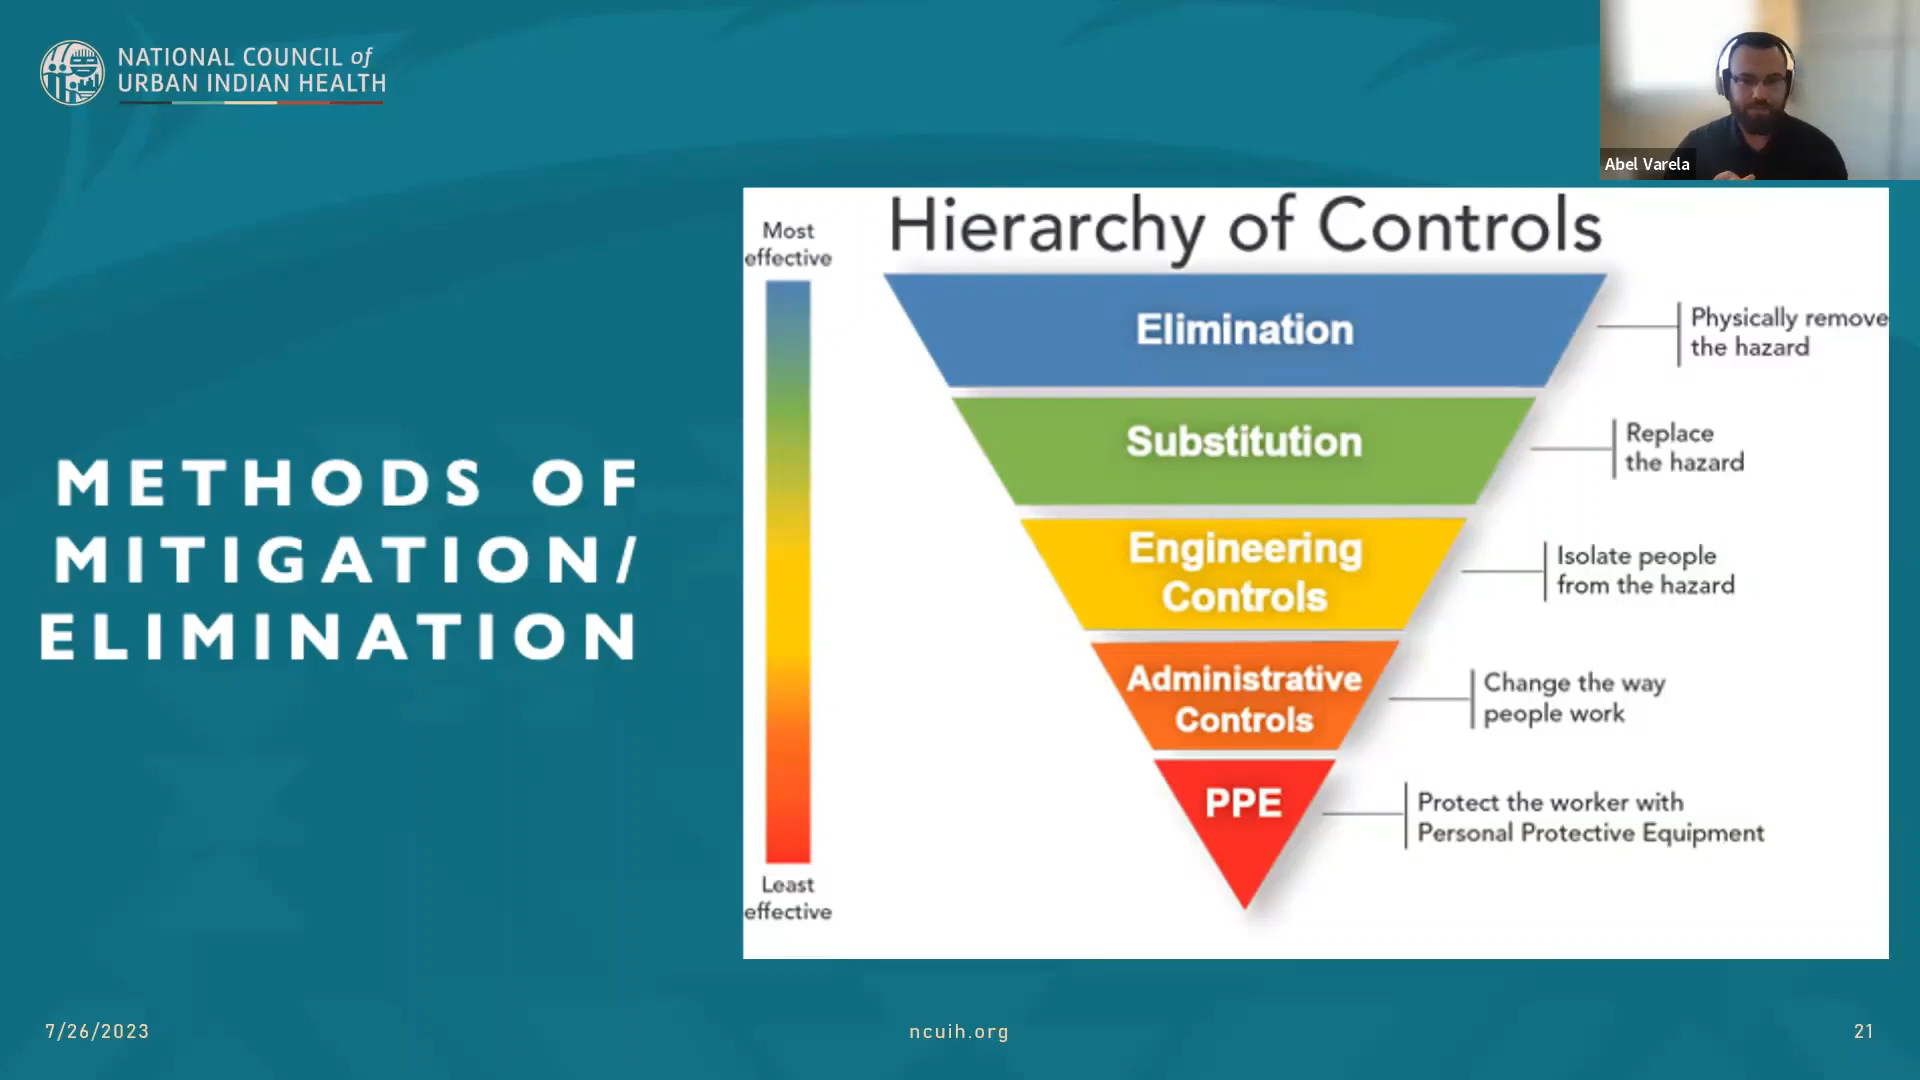 NATIONAL COUNCIL of
URBAN INDIAN HEALTH
Abel Varela
METHODS OF
MITIGATION/
ELIMINATION
Hierarchy of Controls
Most
effective
Least
effective
Elimination
Physically remove
the hazard
Substitution
Replace
the hazard
Engineering
Controls
Isolate people
from the hazard
Administrative
Controls
Change the way
people work
PPE
Protect the worker with
Personal Protective Equipment
7/26/2023
ncuih.org
21